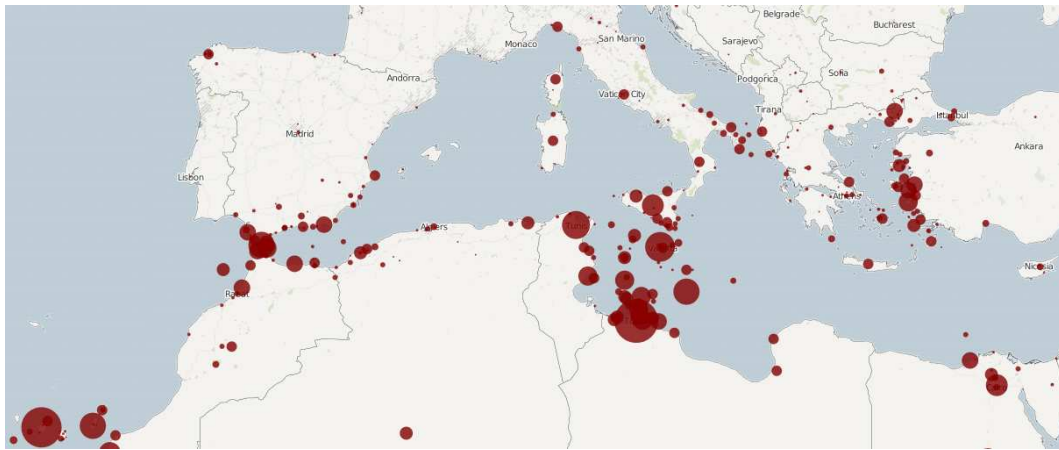 Belgrade
Bucharest
San Marino
Sarajevo
Monaco
Andorra
Podgorica
Sofia
Vatican City
Tirana
Istanbul
Madrid
Ankara
Lisbon
Athens
Algiers
Tunis
Nicosia
Rabat